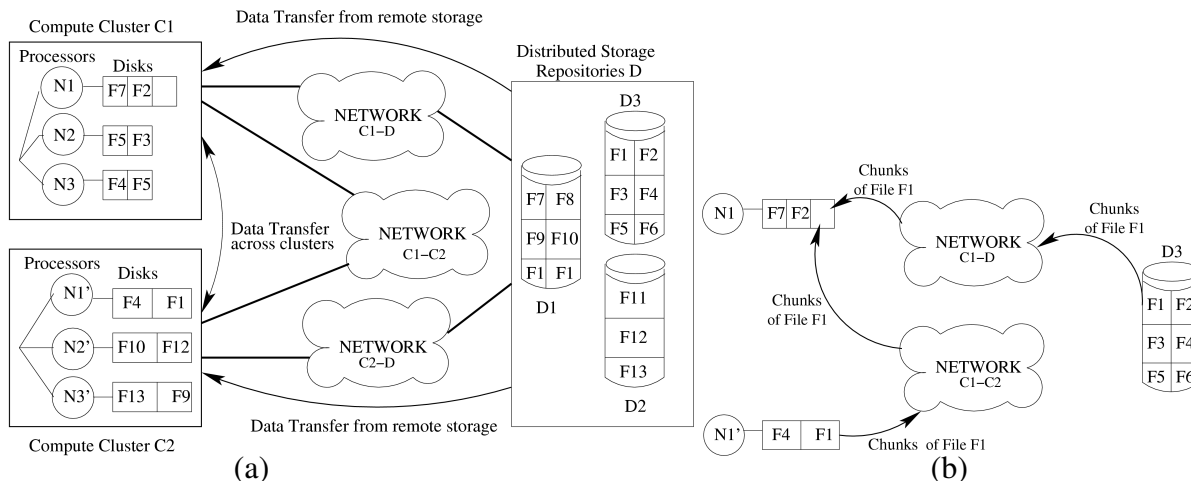 Compute Cluster C1
Processors
Disks
N1
F7 F2
N2
F5 F3
N3
F4 F5
Data Transfer from remote storage
NETWORK
C1–D
Data Transfer
across clusters
NETWORK
C1–C2
NETWORK
C2–D
Data Transfer from remote storage
Processors
Disks
N1'
F4 F1
N2'
F10 F12
N3'
F13 F9
Compute Cluster C2
Distributed Storage
Repositories D
D3
F1 F2
F3 F4
F5 F6
F7 F8
F9 F10
F1 F1
D1
F11
F12
F13
D2
(a)
N1
F7 F2
Chunks
of File F1
NETWORK
C1–D
Chunks
of File F1
D3
F1 F2
F3 F4
F5 F6
Chunks
of File F1
NETWORK
C1–C2
N1'
F4 F1
Chunks of File F1
(b)